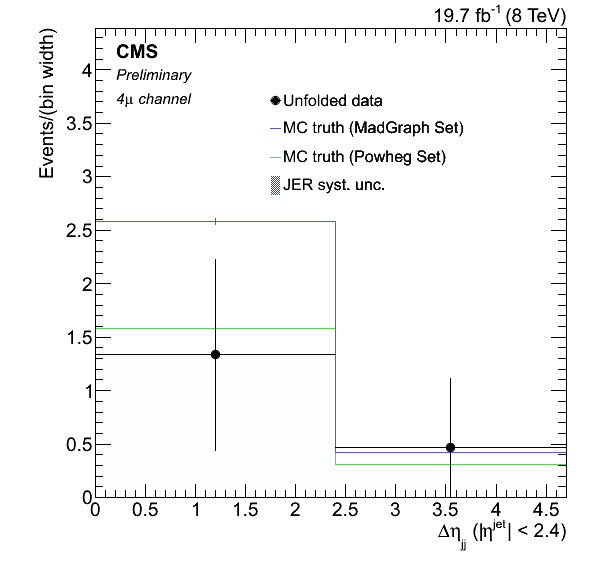 19.7 fb⁻¹ (8 TeV)
CMS
Preliminary
4μ channel
Events/(bin width)
Unfolded data
MC truth (MadGraph Set)
MC truth (Powheg Set)
JER syst. unc.
4
3.5
3
2.5
2
1.5
1
0.5
0
0 0.5 1 1.5 2 2.5 3 3.5 4 4.5
Δη_jj (|η^jet| < 2.4)